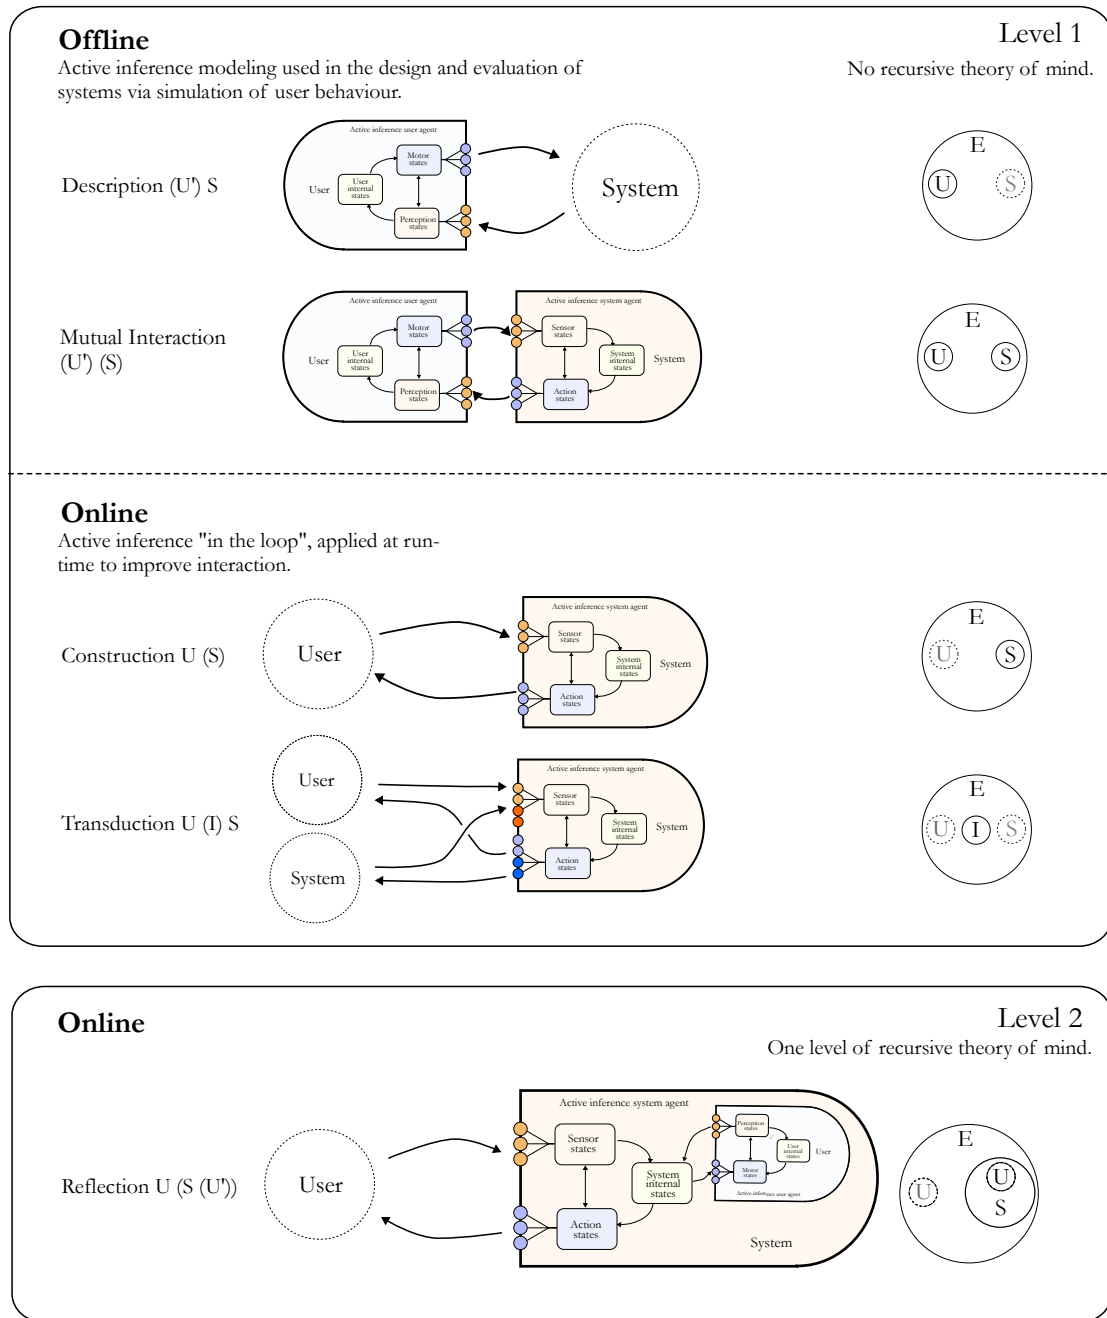 Offline
Level 1
Active inference modeling used in the design and evaluation of
systems via simulation of user behaviour.
No recursive theory of mind.
Description (U') S
Active inference user agent
User
Motor
states
User
internal
states
Perception
states
System
E
U
S
Mutual Interaction
(U') (S)
Active inference user agent
User
Motor
states
User
internal
states
Perception
states
Active inference system agent
Sensor
states
System
internal
states
Action
states
System
E
U
S
Online
Active inference "in the loop", applied at run-
time to improve interaction.
Construction U (S)
User
Active inference system agent
Sensor
states
System
internal
states
Action
states
System
E
U
S
Transduction U (I) S
User
System
Active inference system agent
Sensor
states
System
internal
states
Action
states
System
E
U
I
S
Online
Level 2
One level of recursive theory of mind.
Reflection U (S (U'))
User
Active inference system agent
Sensor
states
System
internal
states
Action
states
Perception
states
User
internal
states
Motor
states
User
Active inference user agent
System
E
U
U
S